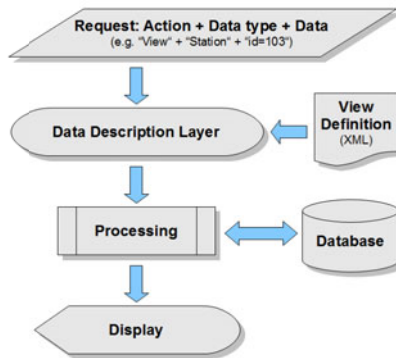 Request: Action + Data type + Data
(e.g. "View" + "Station" + "id=103")
Data Description Layer
View
Definition
(XML)
Processing
Database
Display